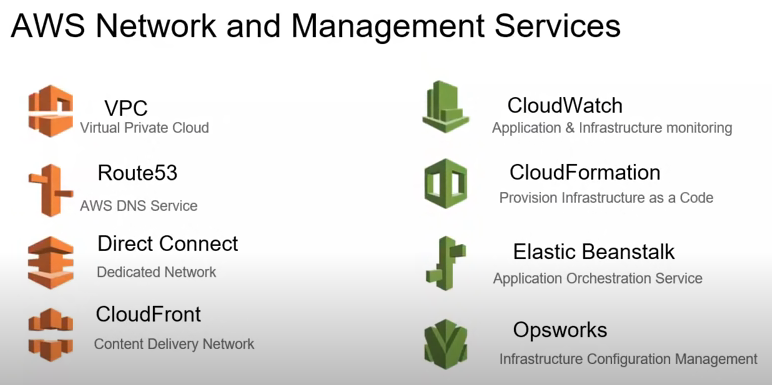 AWS Network and Management Services
VPC
Virtual Private Cloud
Route53
AWS DNS Service
Direct Connect
Dedicated Network
CloudFront
Content Delivery Network
CloudWatch
Application & Infrastructure monitoring
CloudFormation
Provision Infrastructure as a Code
Elastic Beanstalk
Application Orchestration Service
Opsworks
Infrastructure Configuration Management